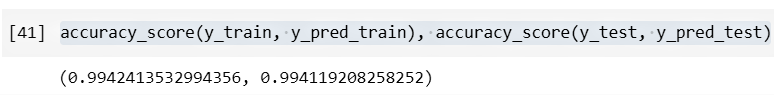 [41] accuracy_score(y_train, y_pred_train), accuracy_score(y_test, y_pred_test)
(0.9942413532994356, 0.994119208258252)